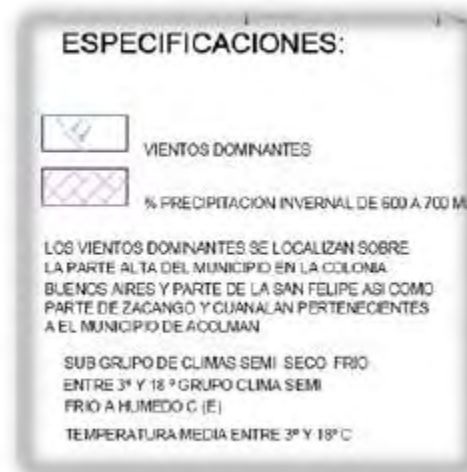 ESPECIFICACIONES:
VIENTOS DOMINANTES
% PRECIPITACION INVERNAL DE 600 A 700 M
LOS VIENTOS DOMINANTES SE LOCALIZAN SOBRE
LA PARTE ALTA DEL MUNICIPIO EN LA COLONIA
BUENOS AIRES Y PARTE DE LA SAN FELIPE ASI COMO
PARTE DE ZACANGO Y CUANALAN PERTENECIENTES
A EL MUNICIPIO DE ACOLMAN
SUB GRUPO DE CLIMAS SEMI SECO FRIO
ENTRE 3º Y 18 º GRUPO CLIMA SEMI
FRIO A HUMEDO C (E)
TEMPERATURA MEDIA ENTRE 3º Y 18º C